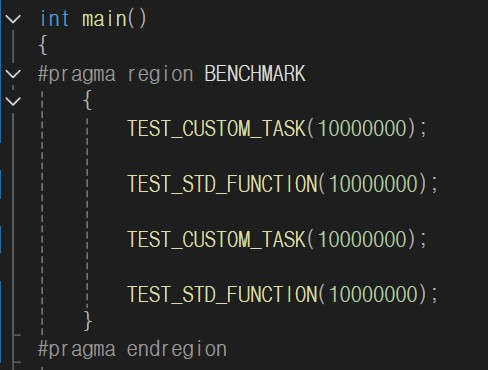 int main()
{
#pragma region BENCHMARK
{
TEST_CUSTOM_TASK(10000000);
TEST_STD_FUNCTION(10000000);
TEST_CUSTOM_TASK(10000000);
TEST_STD_FUNCTION(10000000);
}
#pragma endregion